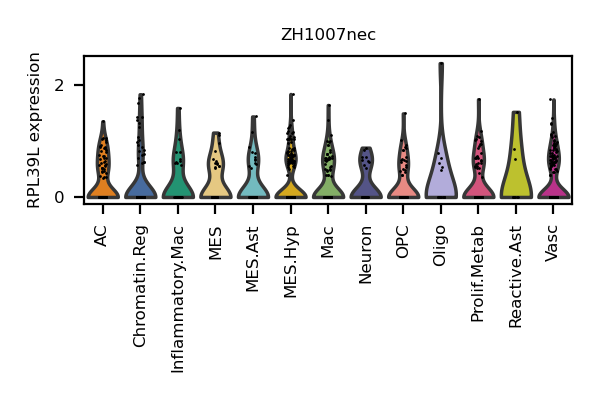 ZH1007nec
RPL39L expression
2
0
AC
Chromatin.Reg
Inflammatory.Mac
MES
MES.Ast
MES.Hyp
Mac
Neuron
OPC
Oligo
Prolif.Metab
Reactive.Ast
Vasc